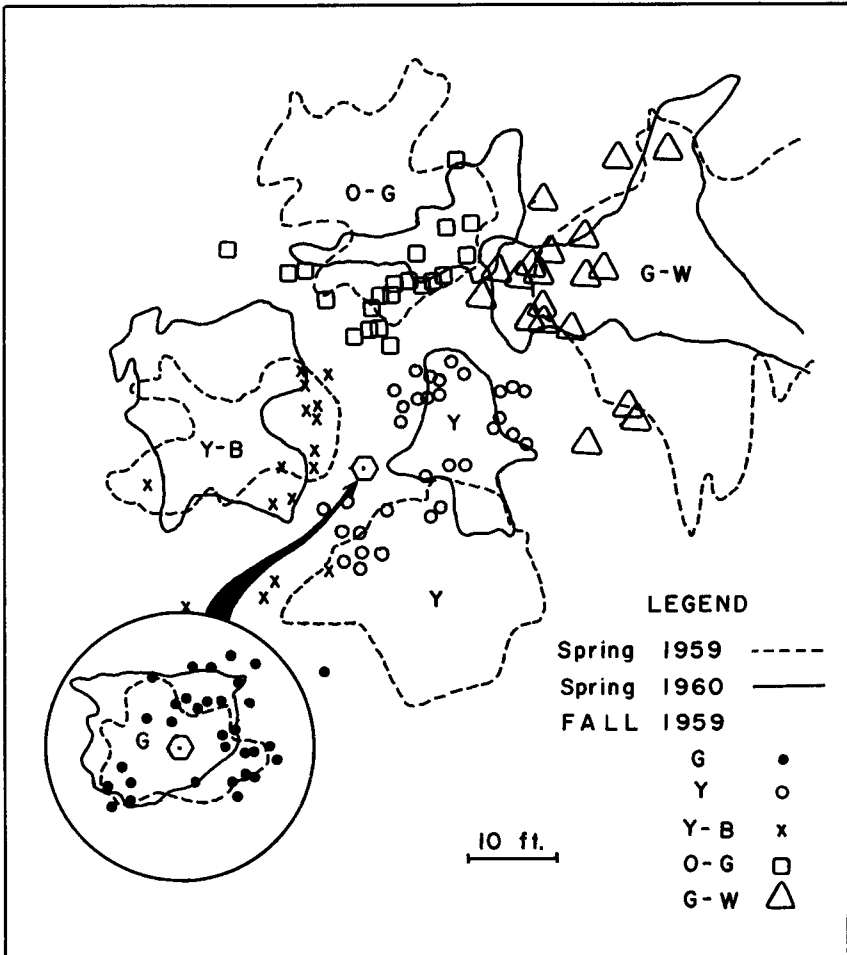 O-G
G-W
Y
Y-B
Y
G
LEGEND
Spring 1959
Spring 1960
FALL 1959
G
Y
Y-B x
O-G
G-W
10 ft.